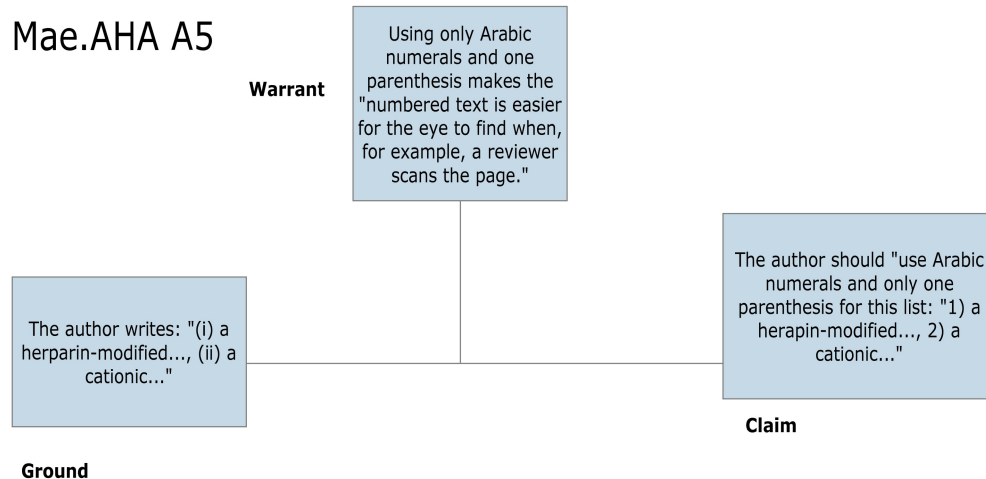 Mae.AHA A5
Warrant
Using only Arabic
numerals and one
parenthesis makes the
"numbered text is easier
for the eye to find when,
for example, a reviewer
scans the page."
The author writes: "(i) a
herparin-modified..., (ii) a
cationic..."
Ground
The author should "use Arabic
numerals and only one
parenthesis for this list: "1) a
herapin-modified..., 2) a
cationic..."
Claim